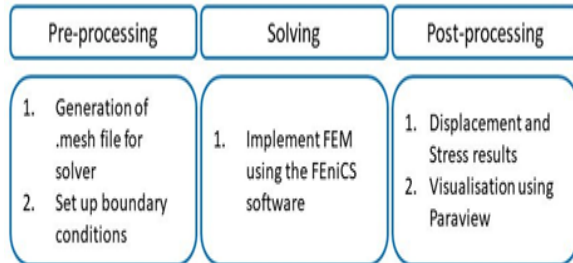 Pre-processing
Solving
Post-processing
1. Generation of
.mesh file for
solver
2. Set up boundary
conditions
1. Implement FEM
using the FEniCS
software
1. Displacement and
Stress results
2. Visualisation using
Paraview